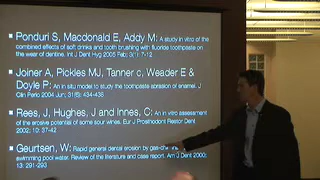 • Ponduri S, Macdonald E, Addy M: A study in vitro of the
combined effects of soft drinks and tooth brushing with fluoride toothpaste on
the wear of dentine. Int J Dent Hyg 2005 Feb; 3(1): 7-12
• Joiner A, Pickles MJ, Tanner c, Weader E &
Doyle P: An in situ model to study the toothpaste abrasion of enamel. J
Clin Perio 2004 Jun; 31(6): 434-438
• Rees, J, Hughes, J and Innes, C: An in vitro assessment
of the erosive potential of some sour wines. Eur J Prosthodont Restor Dent
2002; 10: 37-42
• Geurtsen, W: Rapid general dental erosion by gas-
swimming pool water. Review of the literature and case report. Am J Dent 2000;
13: 291-293